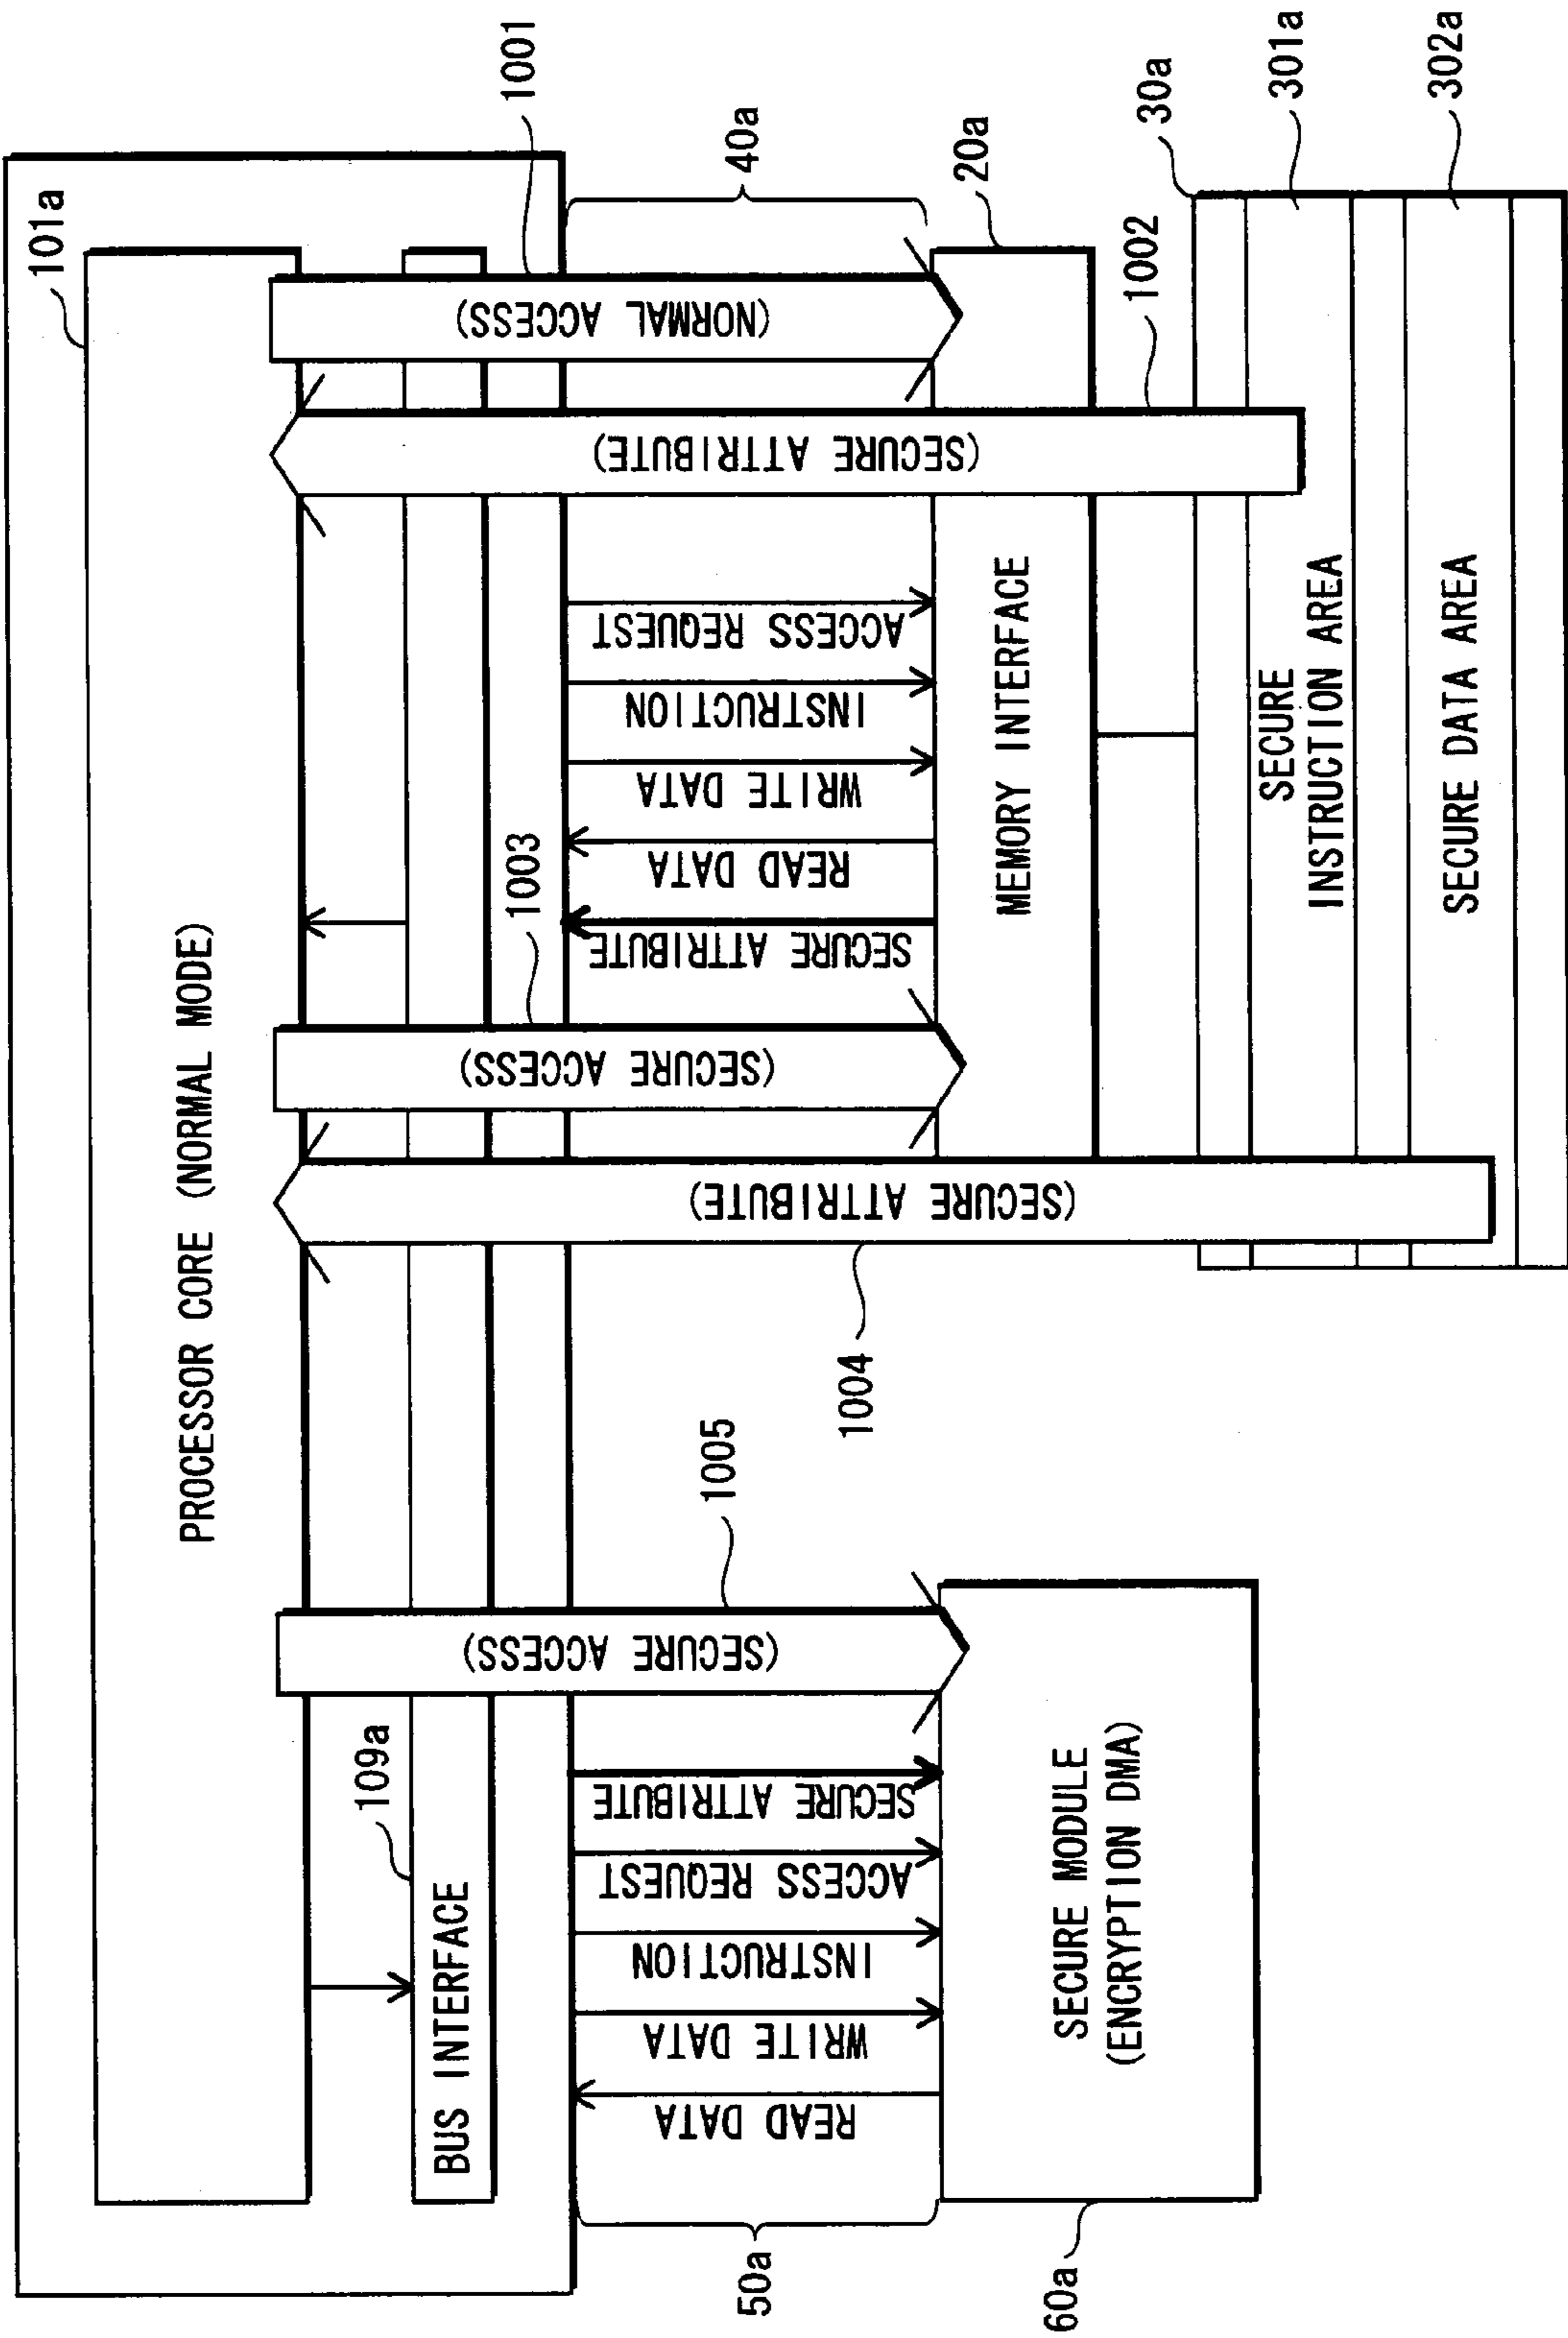 101a
PROCESSOR CORE (NORMAL MODE)
109a
BUS INTERFACE
1005
(SECURE ACCESS)
1004
(SECURE ATTRIBUTE)
1003
(SECURE ACCESS)
1002
(SECURE ATTRIBUTE)
1001
(NORMAL ACCESS)
50a
READ DATA
WRITE DATA
INSTRUCTION
ACCESS REQUEST
SECURE ATTRIBUTE
40a
SECURE ATTRIBUTE
READ DATA
WRITE DATA
INSTRUCTION
ACCESS REQUEST
60a
SECURE MODULE
(ENCRYPTION DMA)
20a
MEMORY INTERFACE
30a
SECURE
INSTRUCTION AREA
301a
SECURE DATA AREA
302a